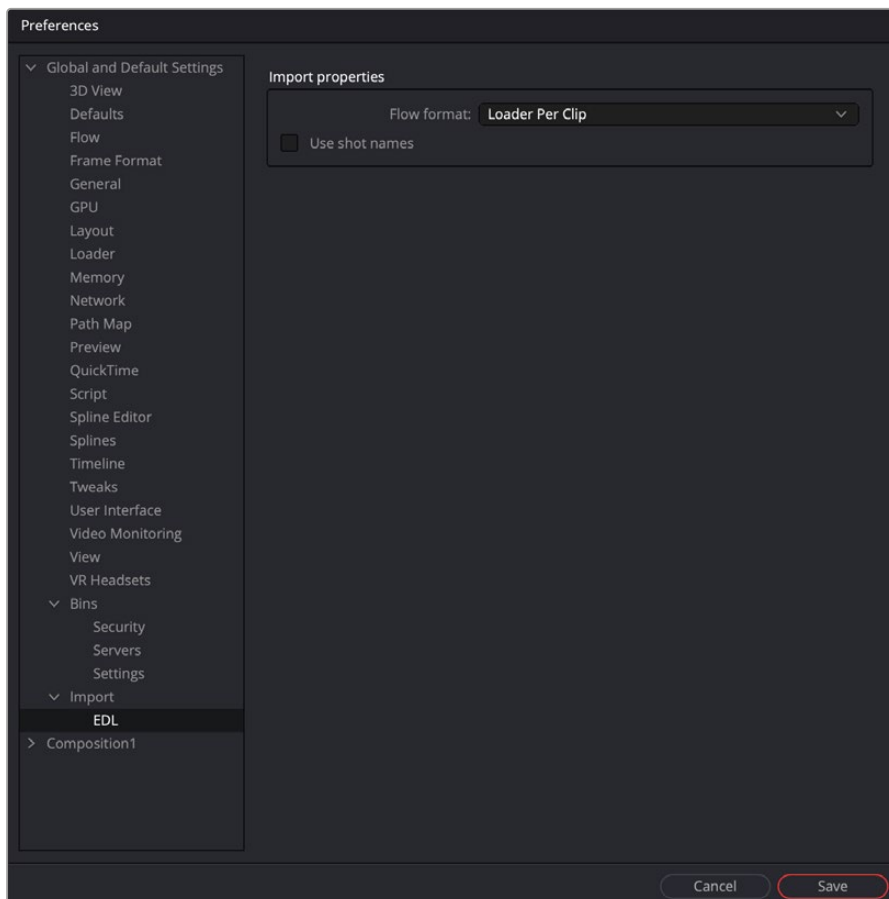 Preferences
Global and Default Settings
3D View
Defaults
Flow
Frame Format
General
GPU
Layout
Loader
Memory
Network
Path Map
Preview
QuickTime
Script
Spline Editor
Splines
Timeline
Tweaks
User Interface
Video Monitoring
View
VR Headsets
Bins
Security
Servers
Settings
Import
EDL
Composition1
Import properties
Flow format: Loader Per Clip
Use shot names
Cancel Save